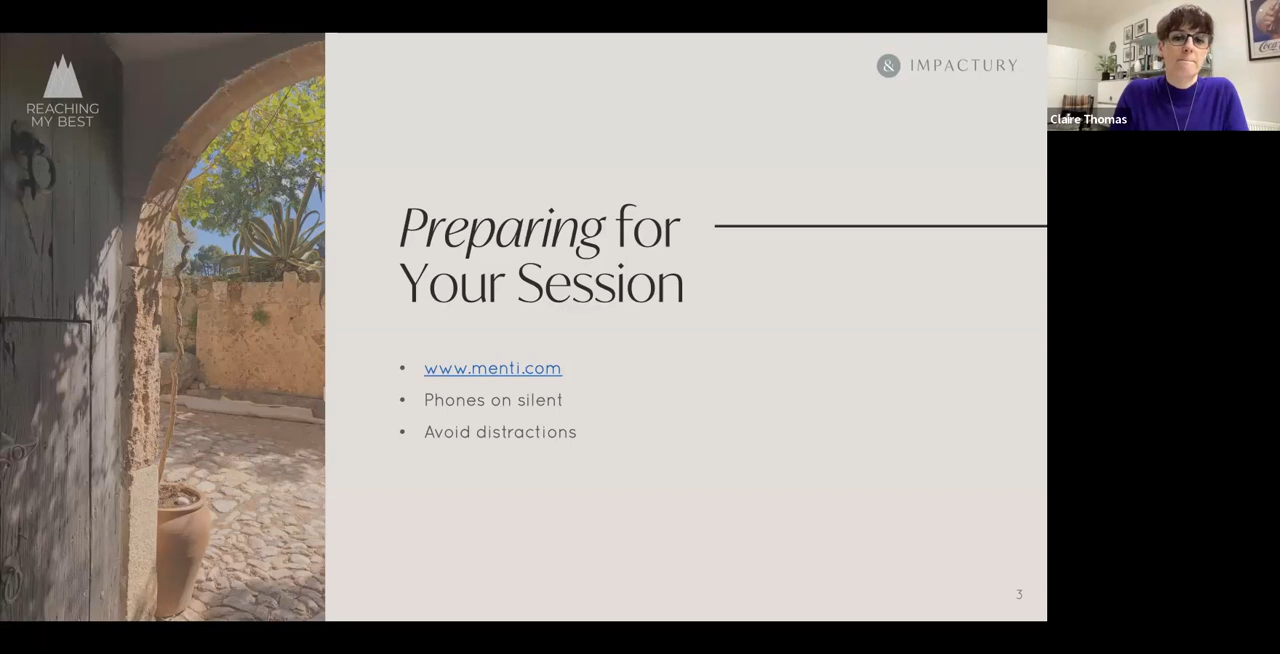 REACHING
MY BEST
& IMPACTURY
Preparing for
Your Session
• www.menti.com
• Phones on silent
• Avoid distractions
3
Claire Thomas
Coca